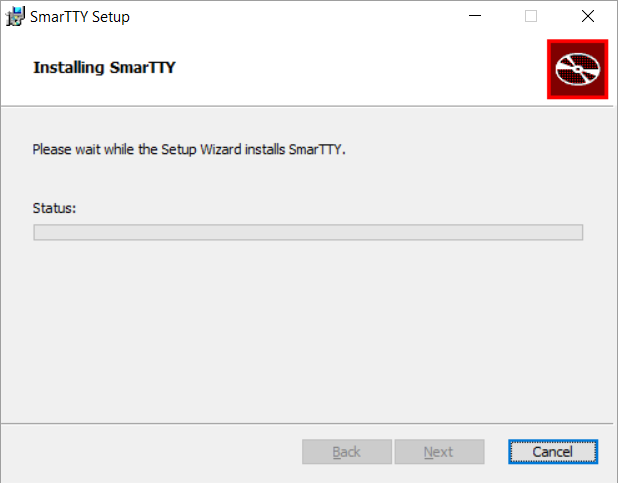 SmarTTY Setup
Installing SmarTTY
Please wait while the Setup Wizard installs SmarTTY.
Status:
Back Next Cancel